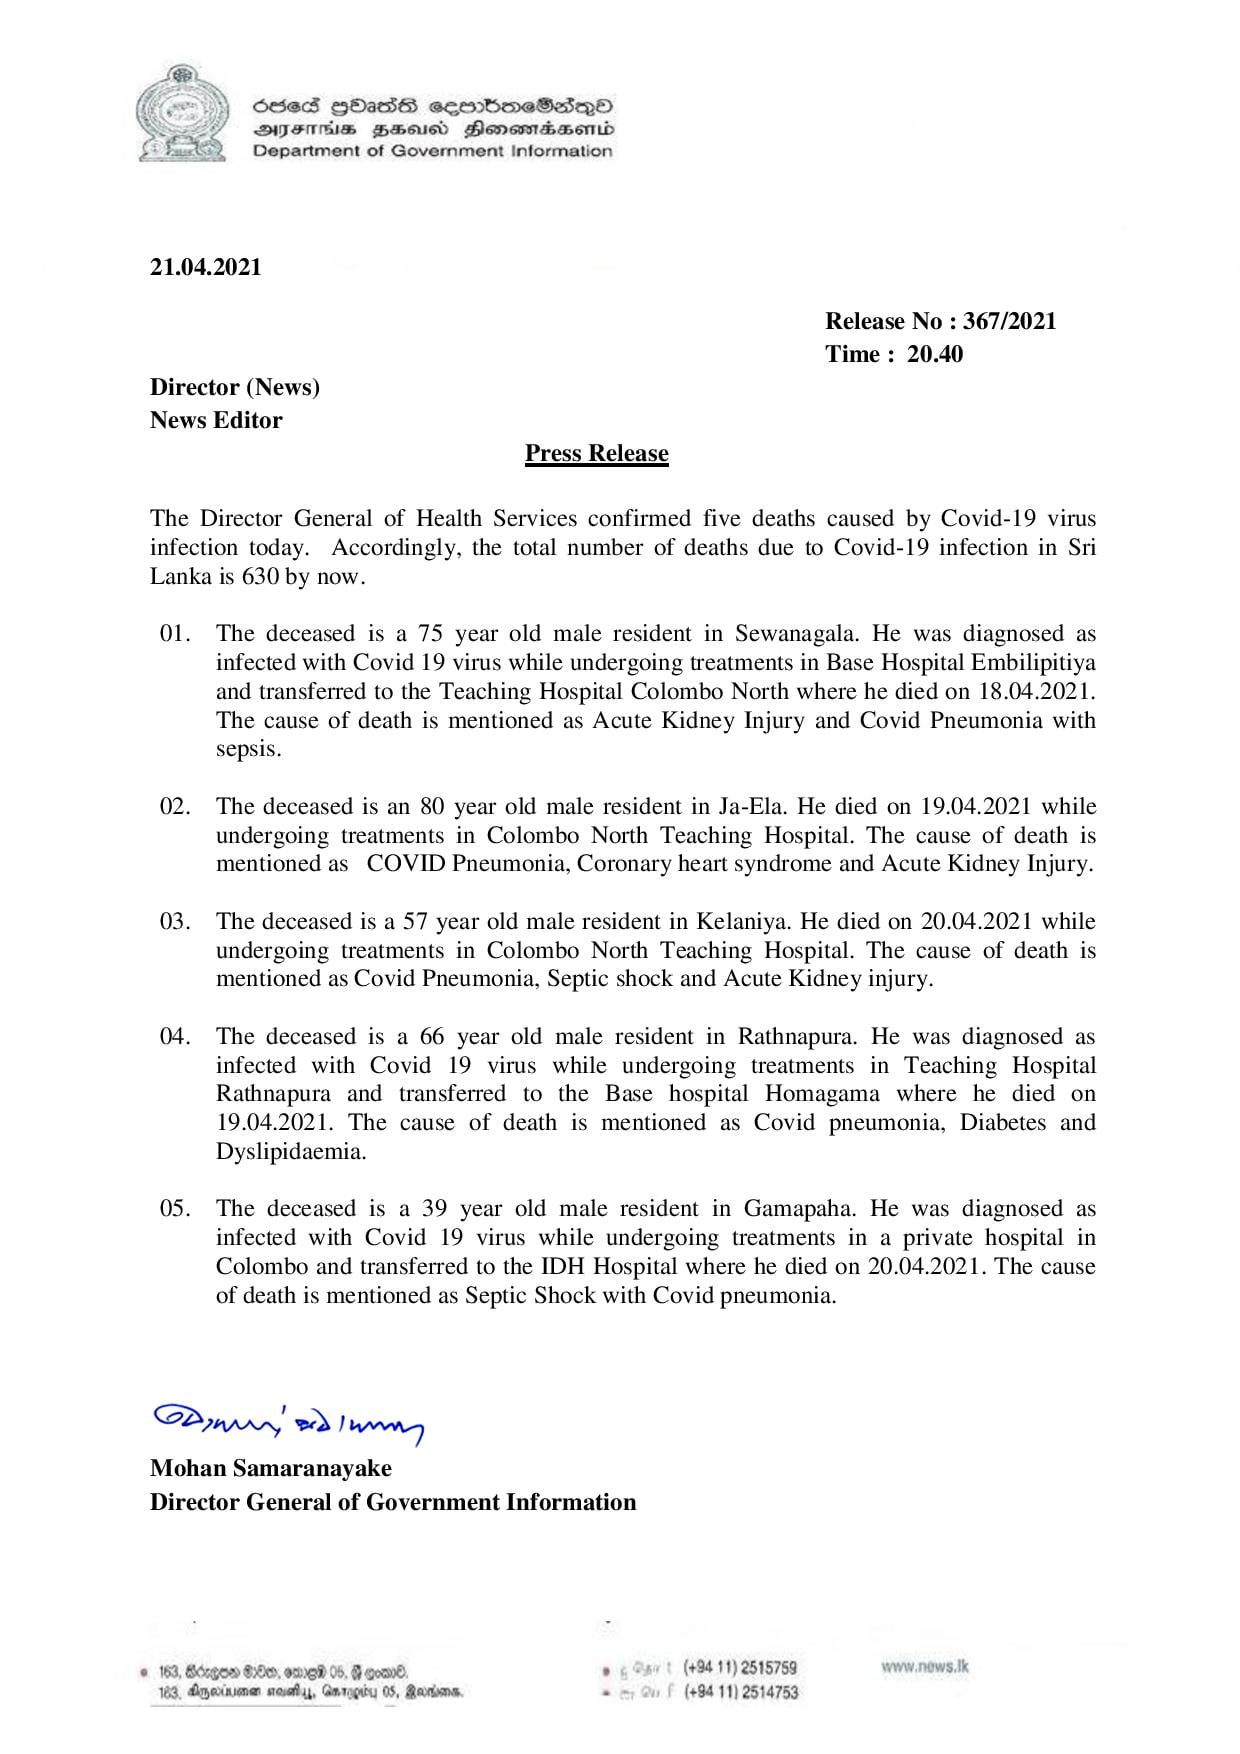 රජයේ ප්‍රවෘත්ති දෙපාර්තමේන්තුව
அரசாங்க தகவல் திணைக்களம்
Department of Government Information
21.04.2021
Release No : 367/2021
Time : 20.40
Director (News)
News Editor
Press Release
The Director General of Health Services confirmed five deaths caused by Covid-19 virus
infection today. Accordingly, the total number of deaths due to Covid-19 infection in Sri
Lanka is 630 by now.
01. The deceased is a 75 year old male resident in Sewanagala. He was diagnosed as
infected with Covid 19 virus while undergoing treatments in Base Hospital Embilipitiya
and transferred to the Teaching Hospital Colombo North where he died on 18.04.2021.
The cause of death is mentioned as Acute Kidney Injury and Covid Pneumonia with
sepsis.
02. The deceased is an 80 year old male resident in Ja-Ela. He died on 19.04.2021 while
undergoing treatments in Colombo North Teaching Hospital. The cause of death is
mentioned as COVID Pneumonia, Coronary heart syndrome and Acute Kidney Injury.
03. The deceased is a 57 year old male resident in Kelaniya. He died on 20.04.2021 while
undergoing treatments in Colombo North Teaching Hospital. The cause of death is
mentioned as Covid Pneumonia, Septic shock and Acute Kidney injury.
04. The deceased is a 66 year old male resident in Rathnapura. He was diagnosed as
infected with Covid 19 virus while undergoing treatments in Teaching Hospital
Rathnapura and transferred to the Base hospital Homagama where he died on
19.04.2021. The cause of death is mentioned as Covid pneumonia, Diabetes and
Dyslipidaemia.
05. The deceased is a 39 year old male resident in Gamapaha. He was diagnosed as
infected with Covid 19 virus while undergoing treatments in a private hospital in
Colombo and transferred to the IDH Hospital where he died on 20.04.2021. The cause
of death is mentioned as Septic Shock with Covid pneumonia.
Mohan Samaranayake
Director General of Government Information
163, කිරුලපන මාවත, කොළඹ 05, ශ්‍රී ලංකාව.
163, கிருலப்பனை எவனியூ, கொழும்பு 05, இலங்கை.
(+94 11) 2515759
(+94 11) 2514753
www.news.lk